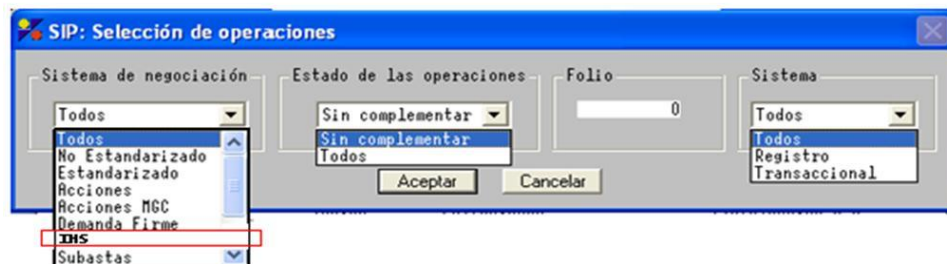 SIP: Selección de operaciones
Sistema de negociación
Estado de las operaciones
Folio
Sistema
Todos
Sin complementar
0
Todos
Todos
No Estandarizado
Estandarizado
Acciones
Acciones MGC
Demanda Firme
IHS
Subastas
Sin complementar
Todos
Todos
Registro
Transaccional
Aceptar
Cancelar